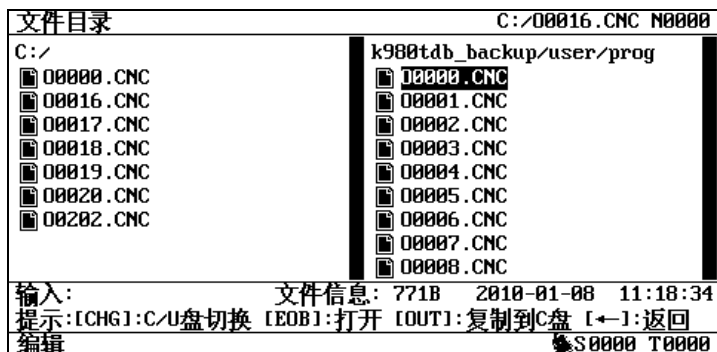 文件目录 C:/O0016.CNC N0000
C:/ k980tdb_backup/user/prog
O0000.CNC O0000.CNC
O0016.CNC O0001.CNC
O0017.CNC O0002.CNC
O0018.CNC O0003.CNC
O0019.CNC O0004.CNC
O0020.CNC O0005.CNC
O0202.CNC O0006.CNC
O0007.CNC
O0008.CNC
输入: 文件信息: 771B 2010-01-08 11:18:34
提示:[CHG]:C/U盘切换 [EOB]:打开 [OUT]:复制到C盘 [←]:返回
编辑 S0000 T0000